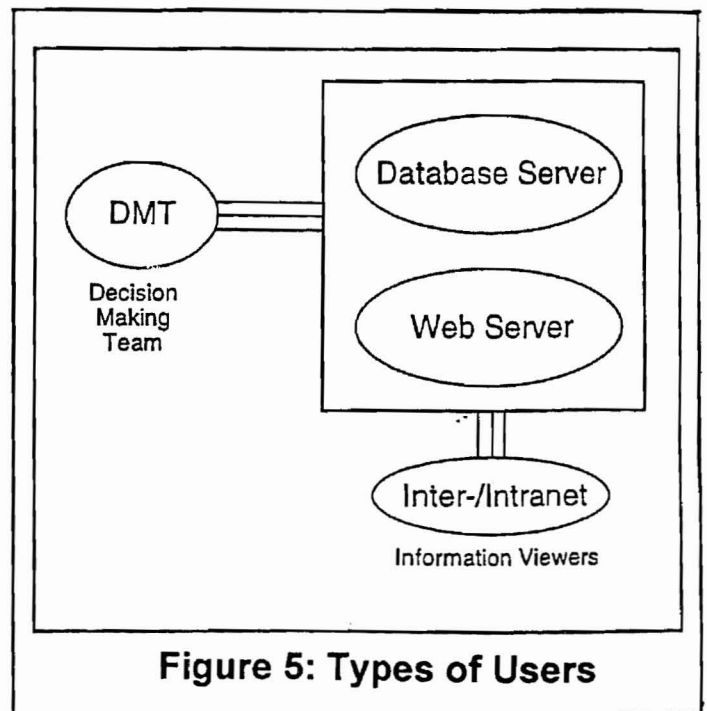 Database Server
DMT
Decision
Making
Team
Web Server
Inter-/Intranet
Information Viewers
Figure 5: Types of Users